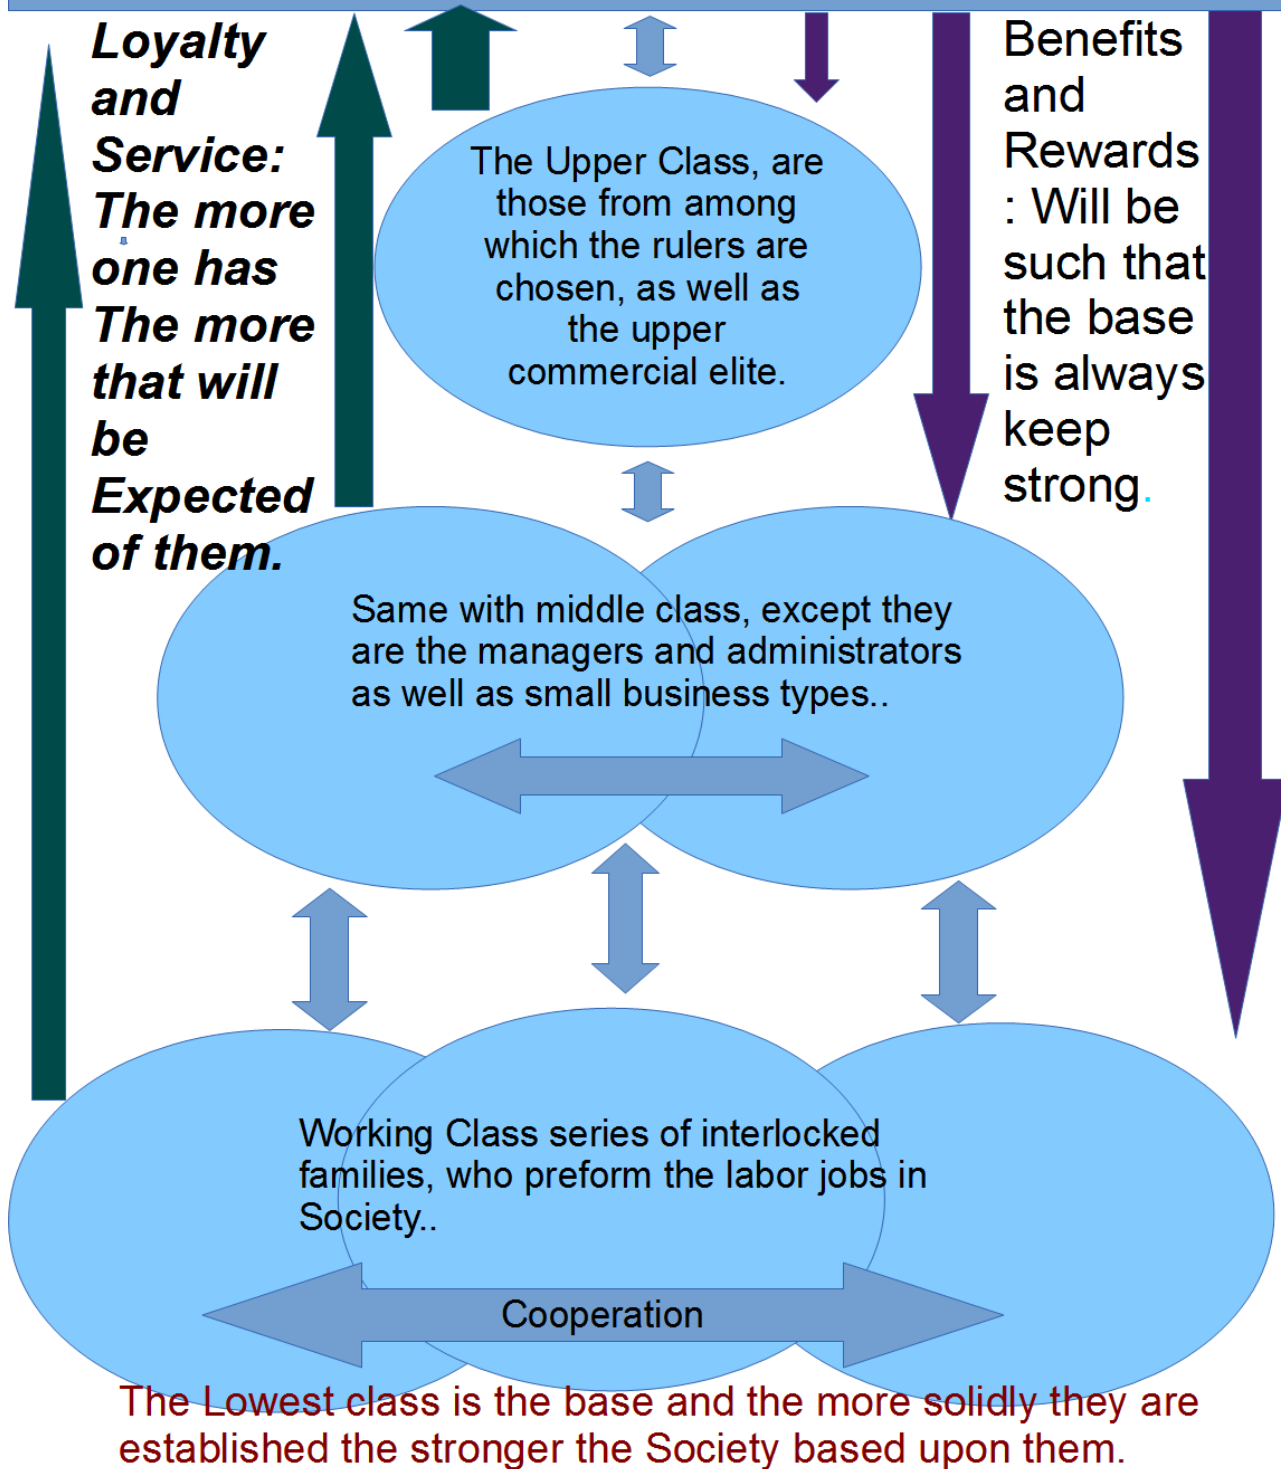 Loyalty
and
Service:
The more
one has
The more
that will
be
Expected
of them.
Benefits
and
Rewards
: Will be
such that
the base
is always
keep
strong.
The Upper Class, are
those from among
which the rulers are
chosen, as well as
the upper
commercial elite.
Same with middle class, except they
are the managers and administrators
as well as small business types..
Working Class series of interlocked
families, who preform the labor jobs in
Society..
Cooperation
The Lowest class is the base and the more solidly they are
established the stronger the Society based upon them.